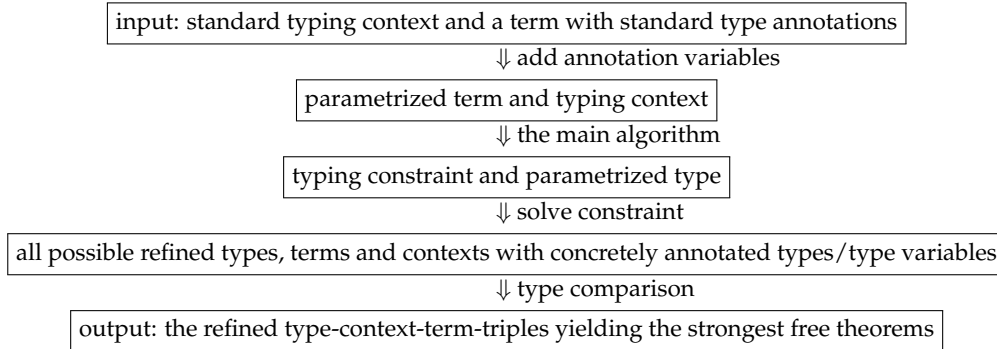 input: standard typing context and a term with standard type annotations
⇓ add annotation variables
parametrized term and typing context
⇓ the main algorithm
typing constraint and parametrized type
⇓ solve constraint
all possible refined types, terms and contexts with concretely annotated types/type variables
⇓ type comparison
output: the refined type-context-term-triples yielding the strongest free theorems